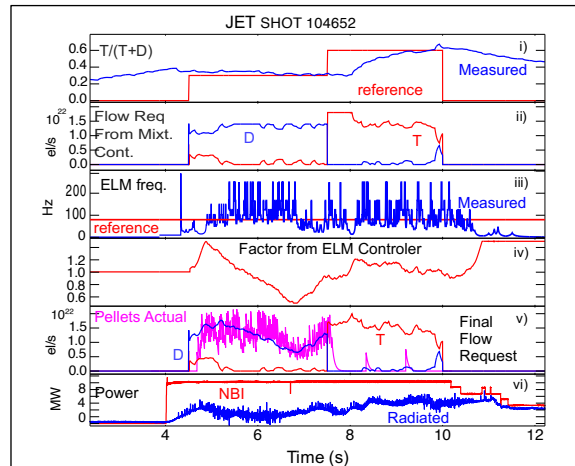 JET SHOT 104652
T/(T+D)
i)
0.6
0.4
0.2
0.0
Measured
reference
Flow Req
From Mixt.
Cont.
ii)
10²²
el/s
1.5
1.0
0.5
0.0
D
T
ELM freq.
iii)
Hz
200
100
0
reference
Measured
Factor from ELM Controler
iv)
1.2
1.0
0.8
0.6
Pellets Actual
v)
10²²
el/s
1.5
1.0
0.5
0.0
D
T
Final
Flow
Request
Power
vi)
MW
8
4
0
NBI
Radiated
4 6 8 10 12
Time (s)